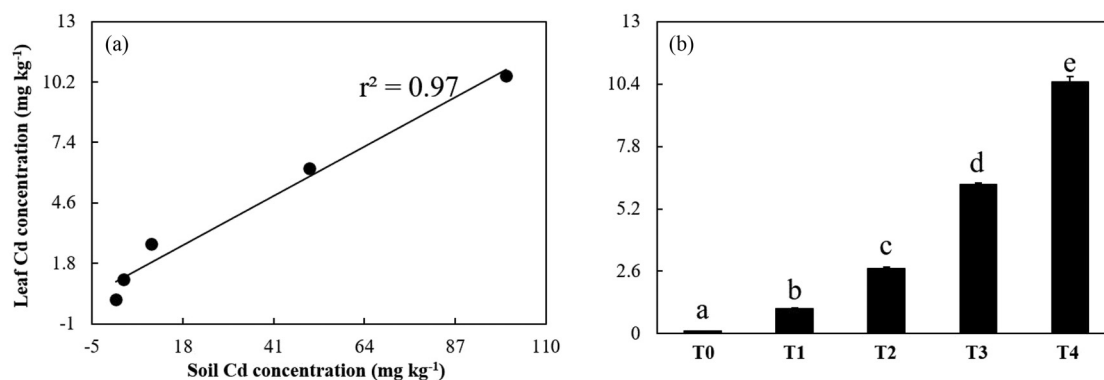 (a)
r² = 0.97
Leaf Cd concentration (mg kg⁻¹)
13
10.2
7.4
4.6
1.8
-1
-5 18 41 64 87 110
Soil Cd concentration (mg kg⁻¹)
(b)
13
10.4
7.8
5.2
2.6
0
a b c d e
T0 T1 T2 T3 T4